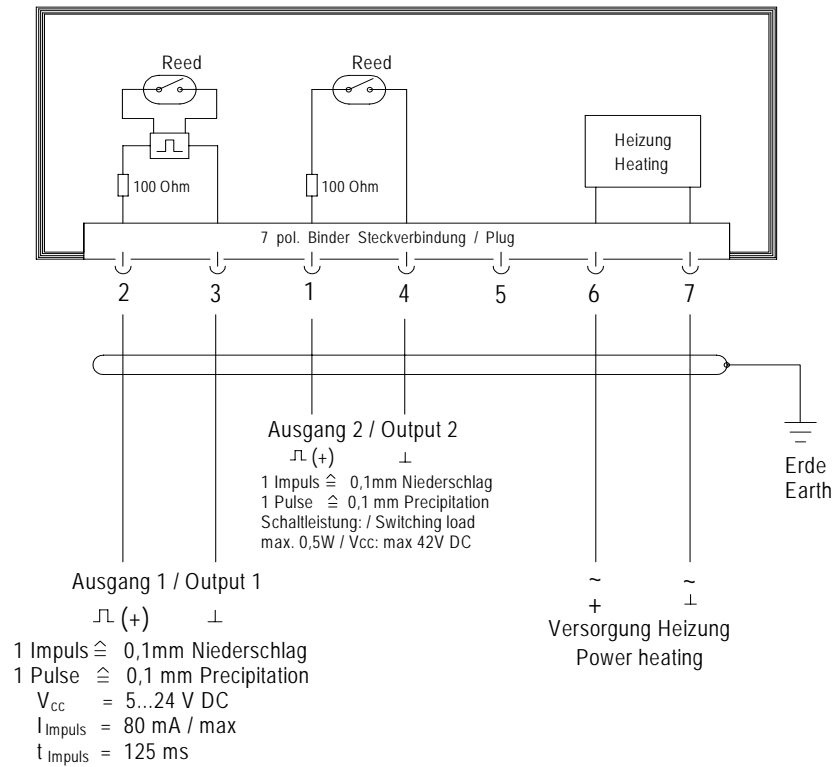 Reed
Reed
100 Ohm
100 Ohm
Heizung
Heating
7 pol. Binder Steckverbindung / Plug
2 3 1 4 5 6 7
Ausgang 2 / Output 2
⎍ (+) ⊥
1 Impuls ≙ 0,1mm Niederschlag
1 Pulse ≙ 0,1 mm Precipitation
Schaltleistung: / Switching load
max. 0,5W / Vcc: max 42V DC
Erde
Earth
Ausgang 1 / Output 1
⎍ (+) ⊥
1 Impuls ≙ 0,1mm Niederschlag
1 Pulse ≙ 0,1 mm Precipitation
Vcc = 5...24 V DC
I Impuls = 80 mA / max
t Impuls = 125 ms
~ ~
+ ⊥
Versorgung Heizung
Power heating